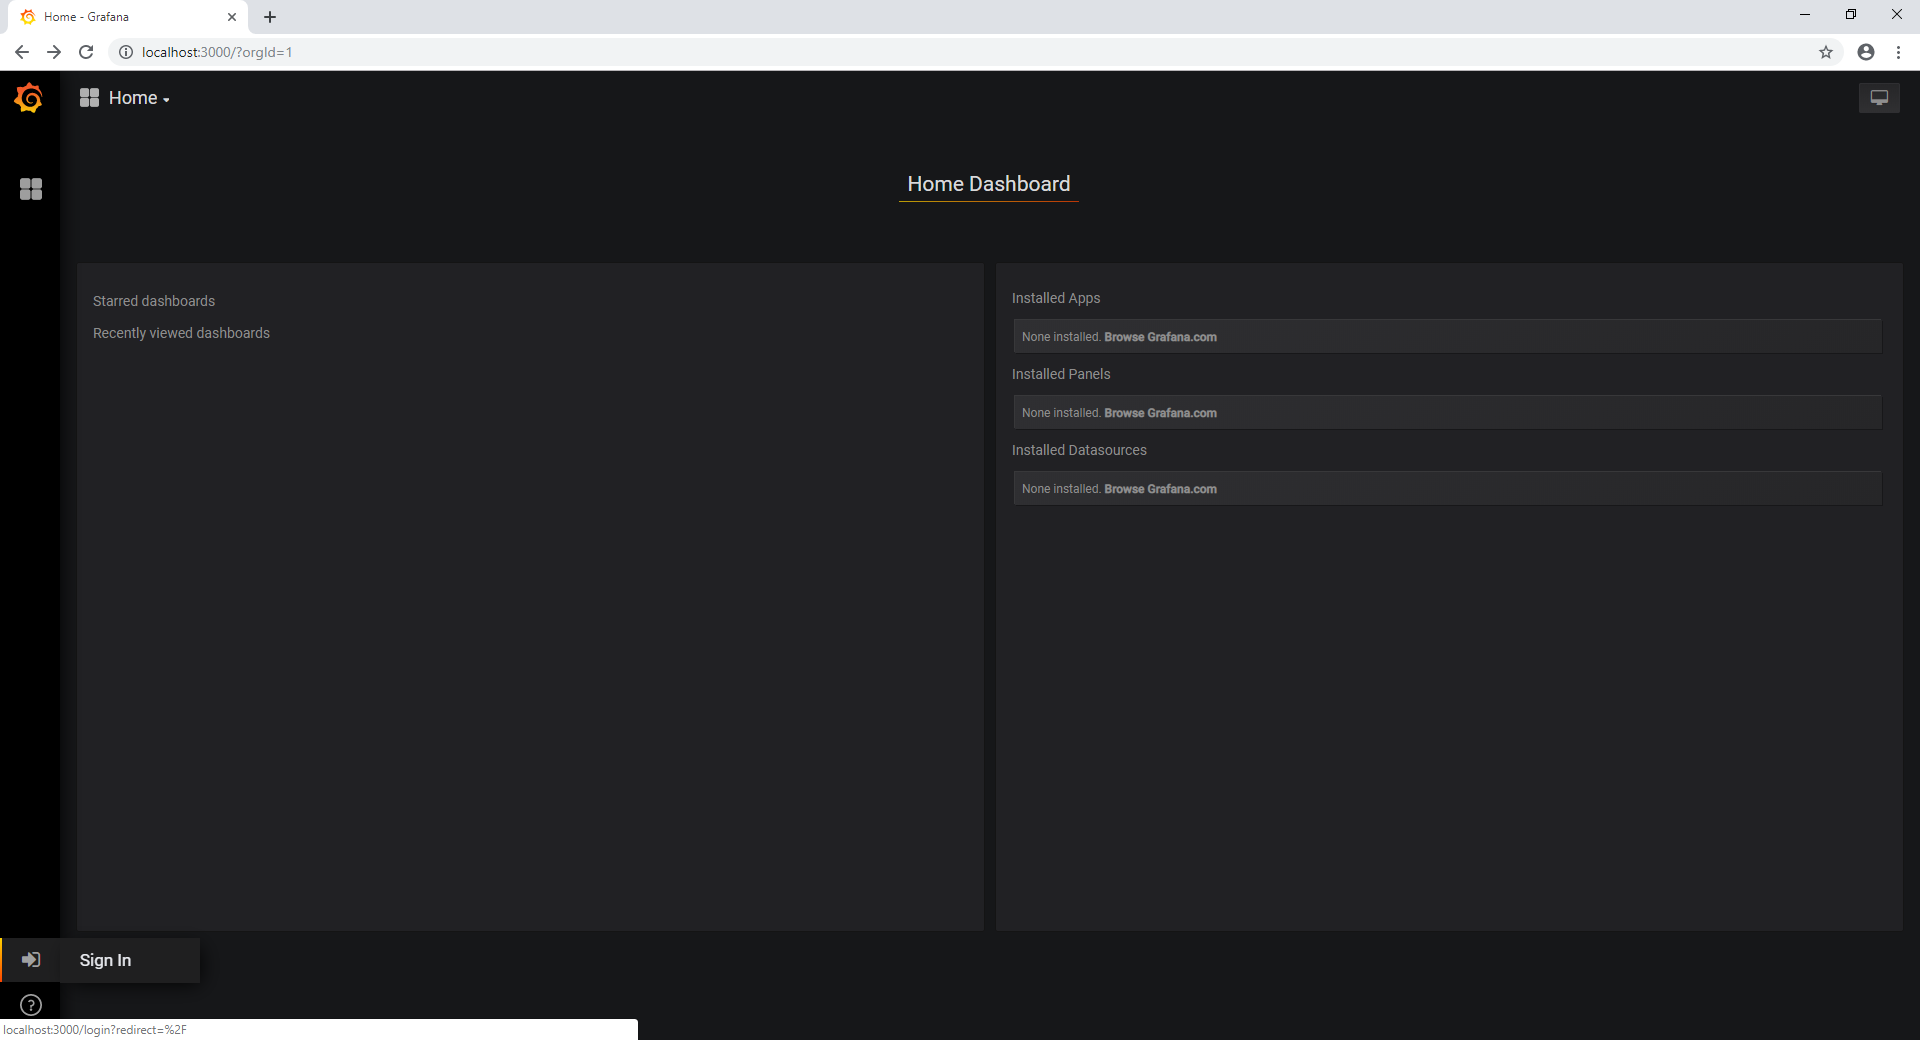 Home - Grafana
localhost:3000/?orgId=1
Home
Home Dashboard
Starred dashboards
Recently viewed dashboards
Installed Apps
None installed. Browse Grafana.com
Installed Panels
None installed. Browse Grafana.com
Installed Datasources
None installed. Browse Grafana.com
Sign In
localhost:3000/login?redirect=%2F